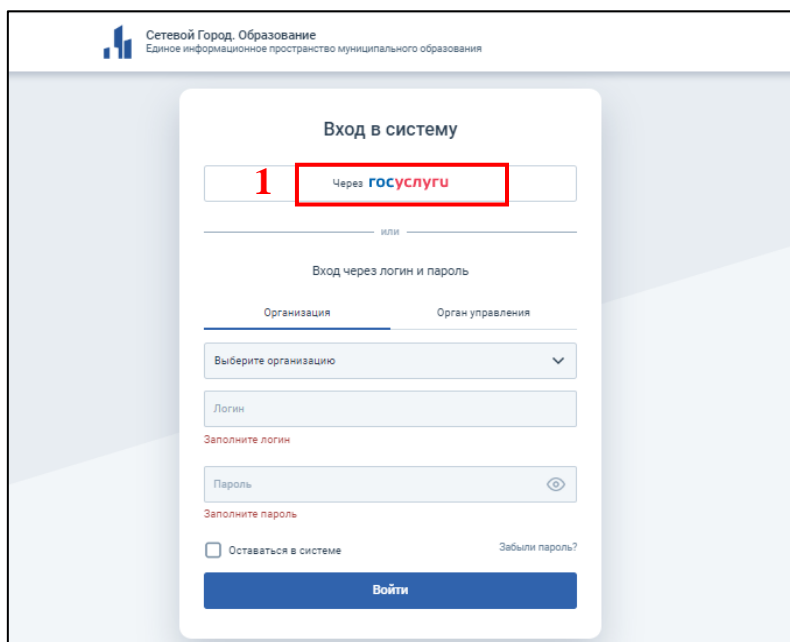 Сетевой Город. Образование
Единое информационное пространство муниципального образования
Вход в систему
1
Через госуслуги
или
Вход через логин и пароль
Организация
Орган управления
Выберите организацию
Логин
Заполните логин
Пароль
Заполните пароль
Оставаться в системе
Забыли пароль?
Войти